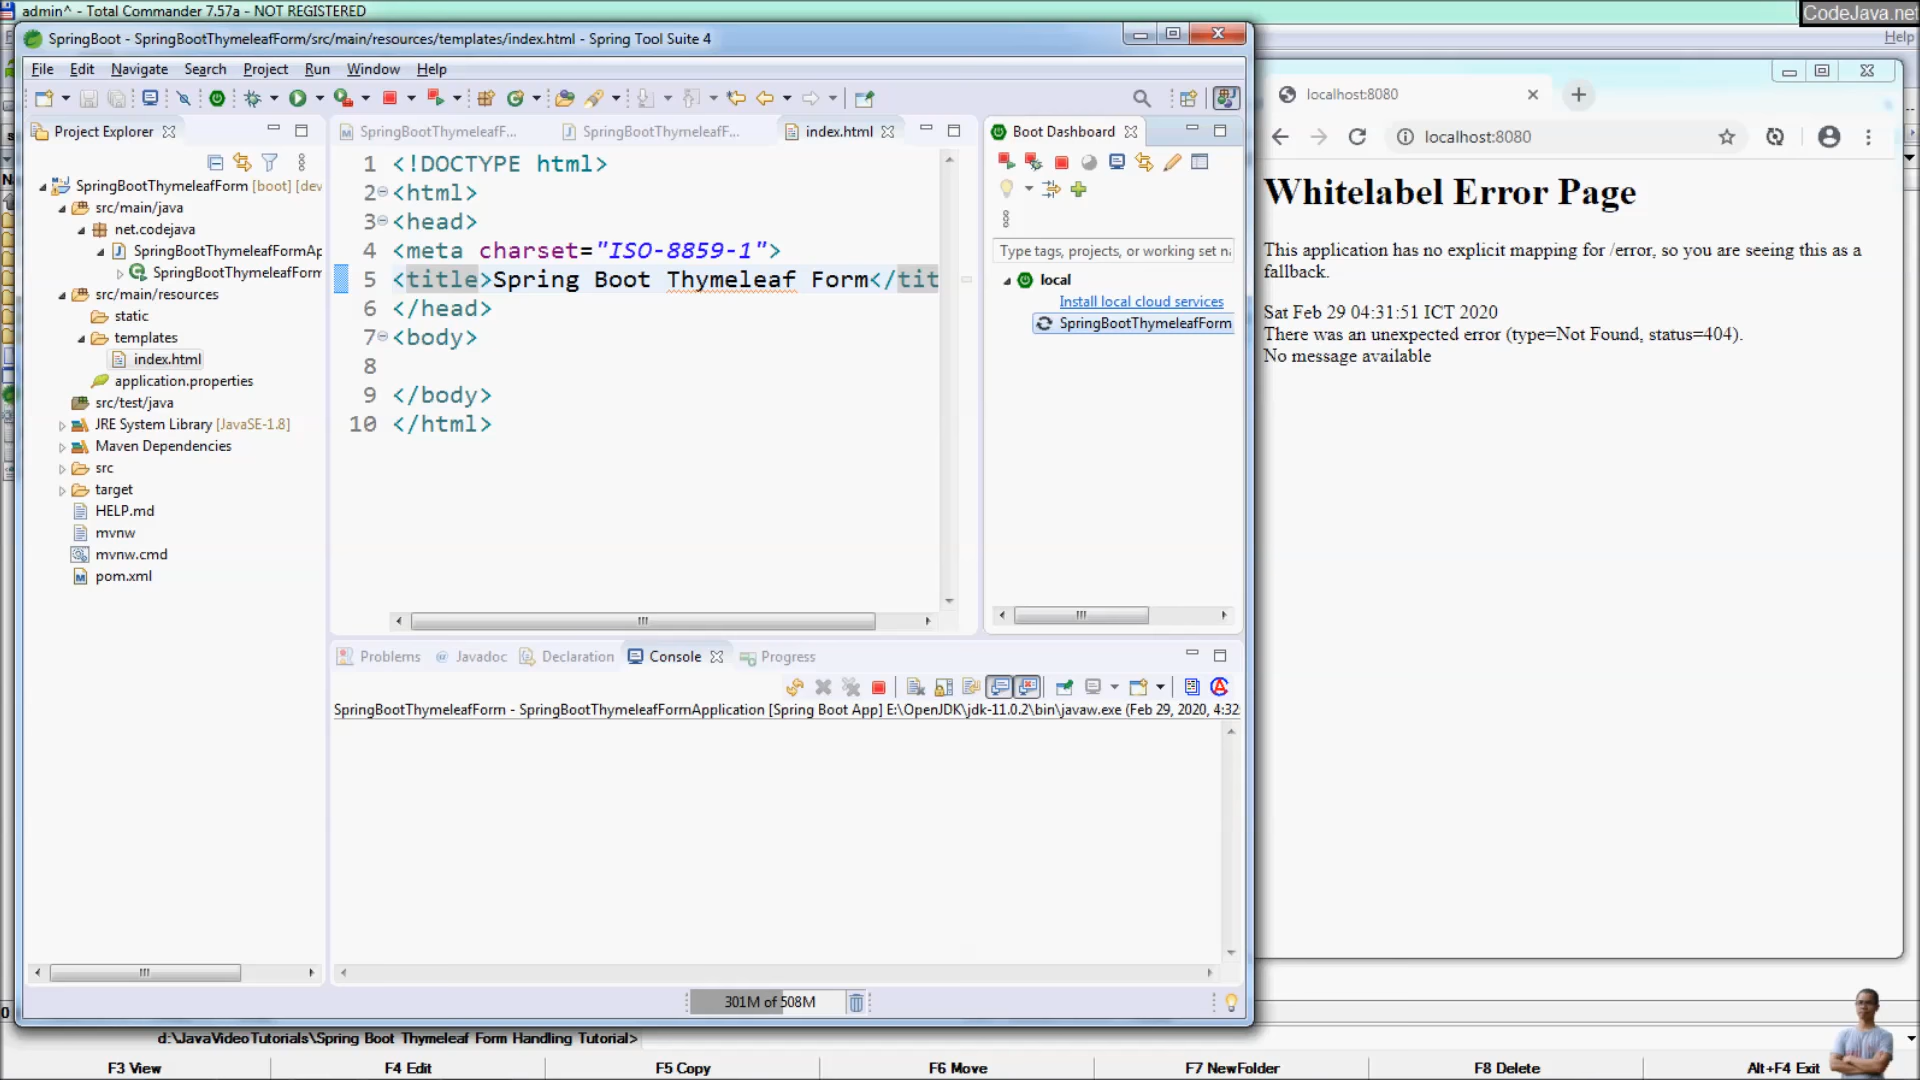 admin^ - Total Commander 7.57a - NOT REGISTERED
CodeJava.net
Help
SpringBoot - SpringBootThymeleafForm/src/main/resources/templates/index.html - Spring Tool Suite 4
File Edit Navigate Search Project Run Window Help
Project Explorer
SpringBootThymeleafForm [boot] [dev
src/main/java
net.codejava
SpringBootThymeleafFormAp
SpringBootThymeleafForm
src/main/resources
static
templates
index.html
application.properties
src/test/java
JRE System Library [JavaSE-1.8]
Maven Dependencies
src
target
HELP.md
mvnw
mvnw.cmd
pom.xml
SpringBootThymeleafF... SpringBootThymeleafF... index.html
1 <!DOCTYPE html>
2 <html>
3 <head>
4 <meta charset="ISO-8859-1">
5 <title>Spring Boot Thymeleaf Form</tit
6 </head>
7 <body>
8
9 </body>
10 </html>
Boot Dashboard
Type tags, projects, or working set n
local
Install local cloud services
SpringBootThymeleafForm
Problems Javadoc Declaration Console Progress
SpringBootThymeleafForm - SpringBootThymeleafFormApplication [Spring Boot App] E:\OpenJDK\jdk-11.0.2\bin\javaw.exe (Feb 29, 2020, 4:32
301M of 508M
localhost:8080
localhost:8080
Whitelabel Error Page
This application has no explicit mapping for /error, so you are seeing this as a
fallback.
Sat Feb 29 04:31:51 ICT 2020
There was an unexpected error (type=Not Found, status=404).
No message available
d:\JavaVideoTutorials\Spring Boot Thymeleaf Form Handling Tutorial>
F3 View F4 Edit F5 Copy F6 Move F7 NewFolder F8 Delete Alt+F4 Exit